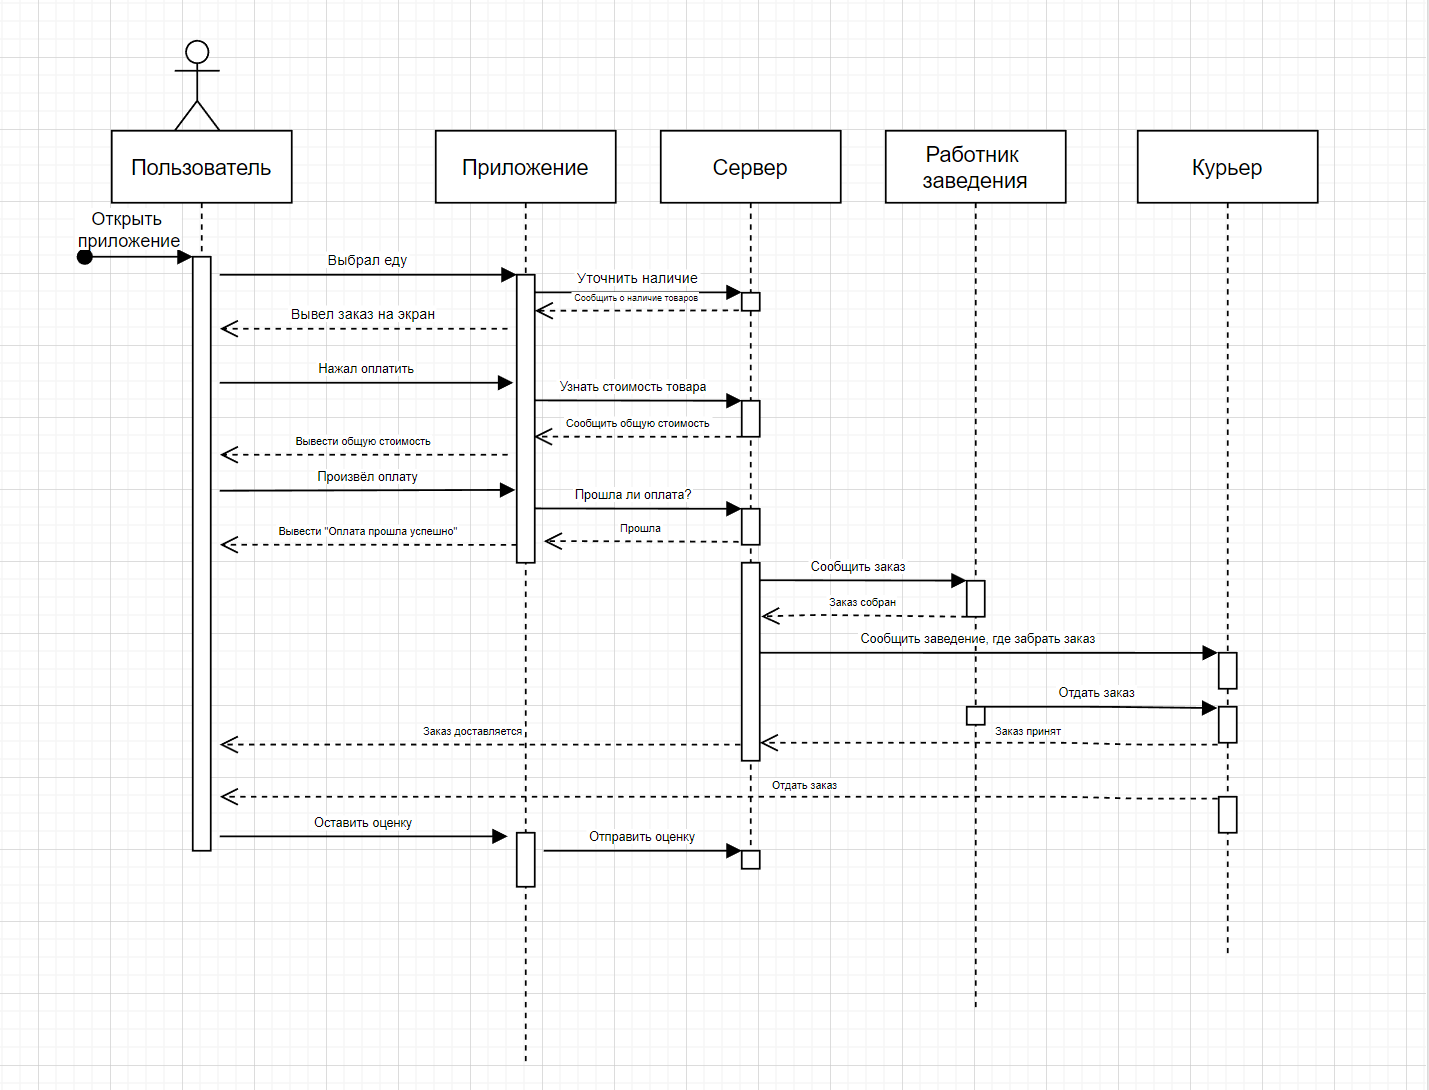 Пользователь
Приложение
Сервер
Работник
заведения
Курьер
Открыть
приложение
Выбрал еду
Уточнить наличие
Сообщить о наличие товаров
Вывел заказ на экран
Нажал оплатить
Узнать стоимость товара
Сообщить общую стоимость
Вывести общую стоимость
Произвёл оплату
Прошла ли оплата?
Прошла
Вывести "Оплата прошла успешно"
Сообщить заказ
Заказ собран
Сообщить заведение, где забрать заказ
Отдать заказ
Заказ доставляется
Заказ принят
Отдать заказ
Оставить оценку
Отправить оценку